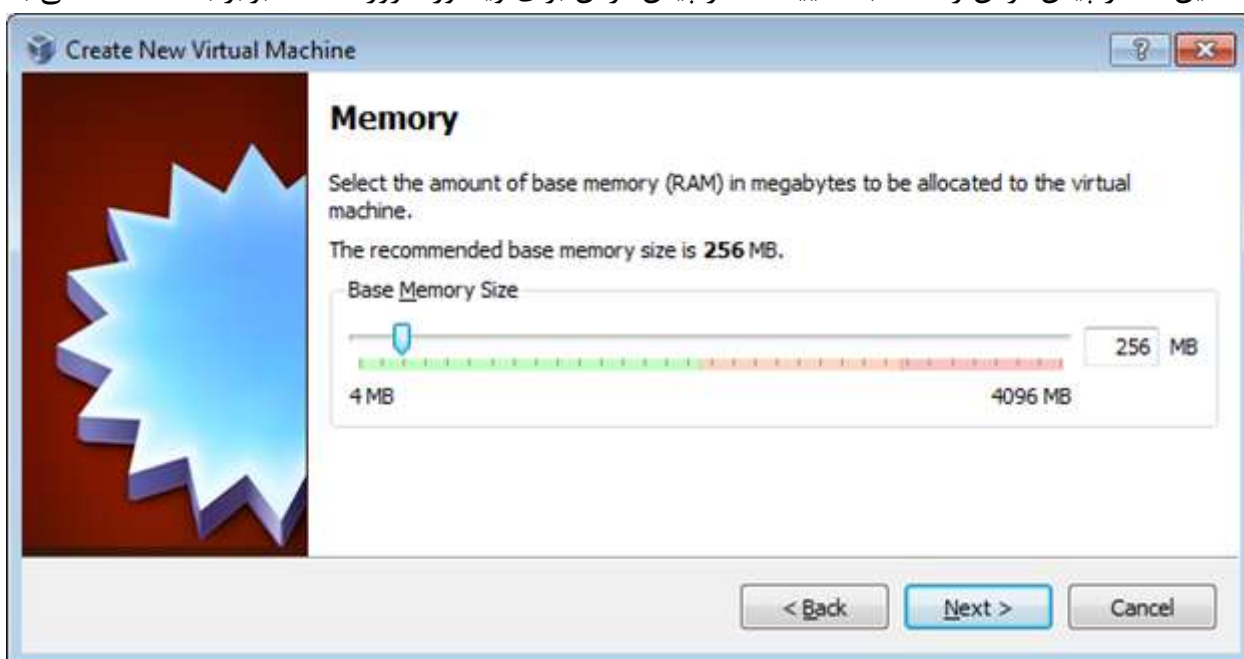 Create New Virtual Machine
Memory
Select the amount of base memory (RAM) in megabytes to be allocated to the virtual
machine.
The recommended base memory size is 256 MB.
Base Memory Size
256 MB
4 MB 4096 MB
< Back Next > Cancel